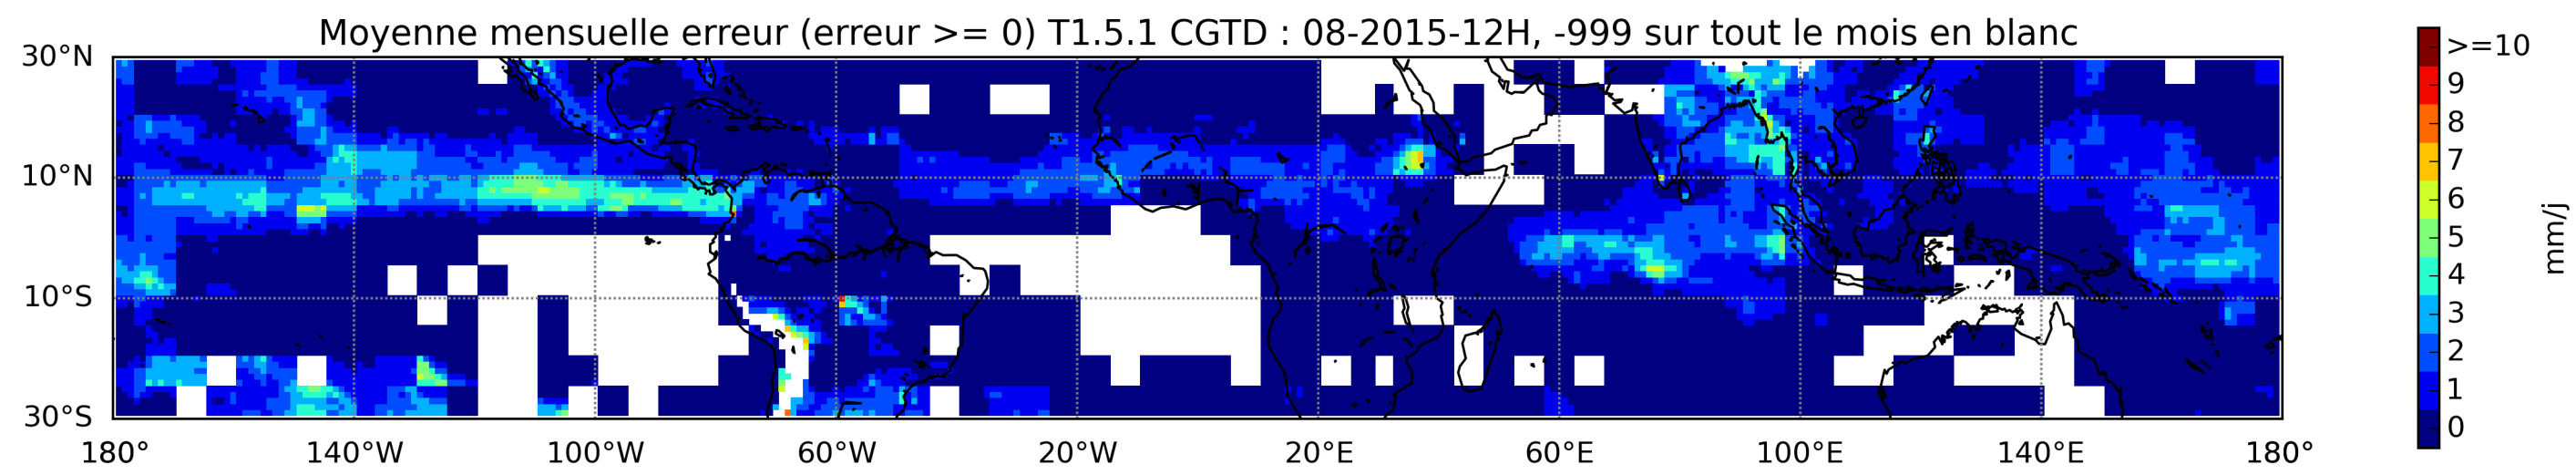 Moyenne mensuelle erreur (erreur >= 0) T1.5.1 CGTD : 08-2015-12H, -999 sur tout le mois en blanc
30°N
10°N
10°S
30°S
180° 140°W 100°W 60°W 20°W 20°E 60°E 100°E 140°E 180°
>=10
9
8
7
6
5
4
3
2
1
0
mm/j